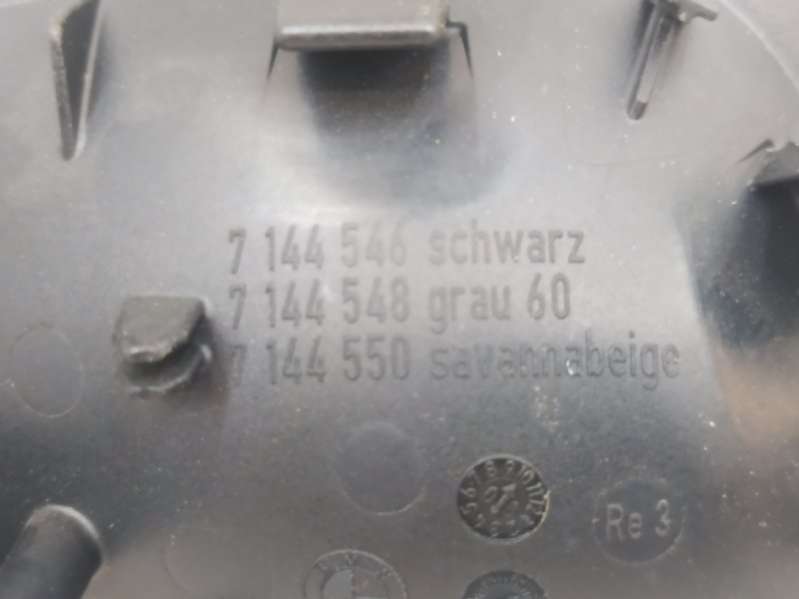 7 144 546 schwarz
7 144 548 grau 60
7 144 550 savannabeige
Re 3